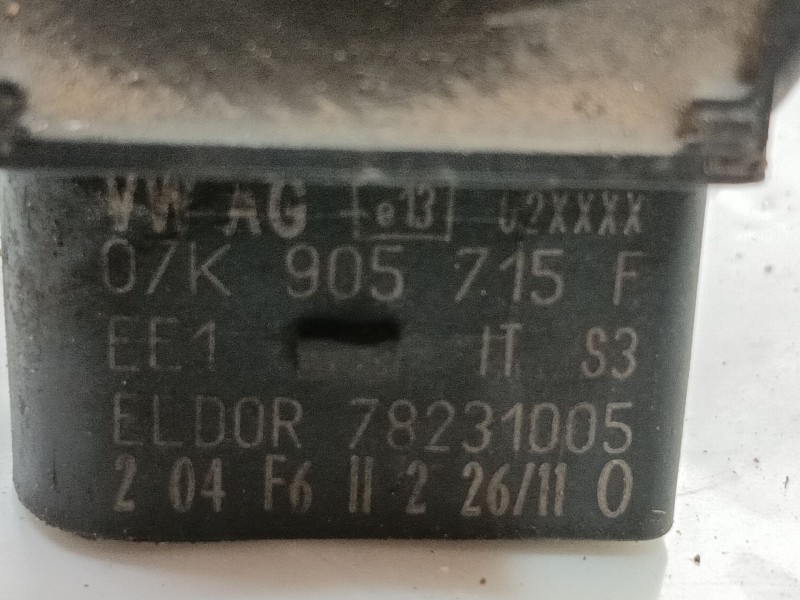 VW AG e13 02XXXX
07K 905 715 F
EE1 IT S3
ELDOR 78231005
2 04 F6 II 2 26/11 0